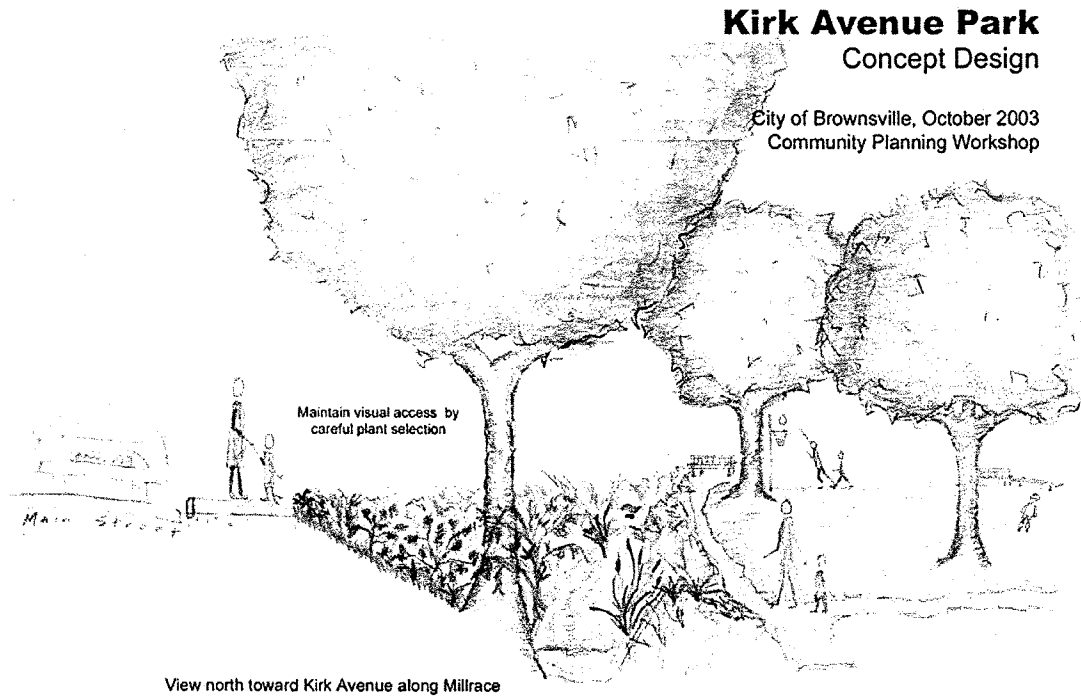 Kirk Avenue Park
Concept Design
City of Brownsville, October 2003
Community Planning Workshop
Maintain visual access by
careful plant selection
Main Street
View north toward Kirk Avenue along Millrace